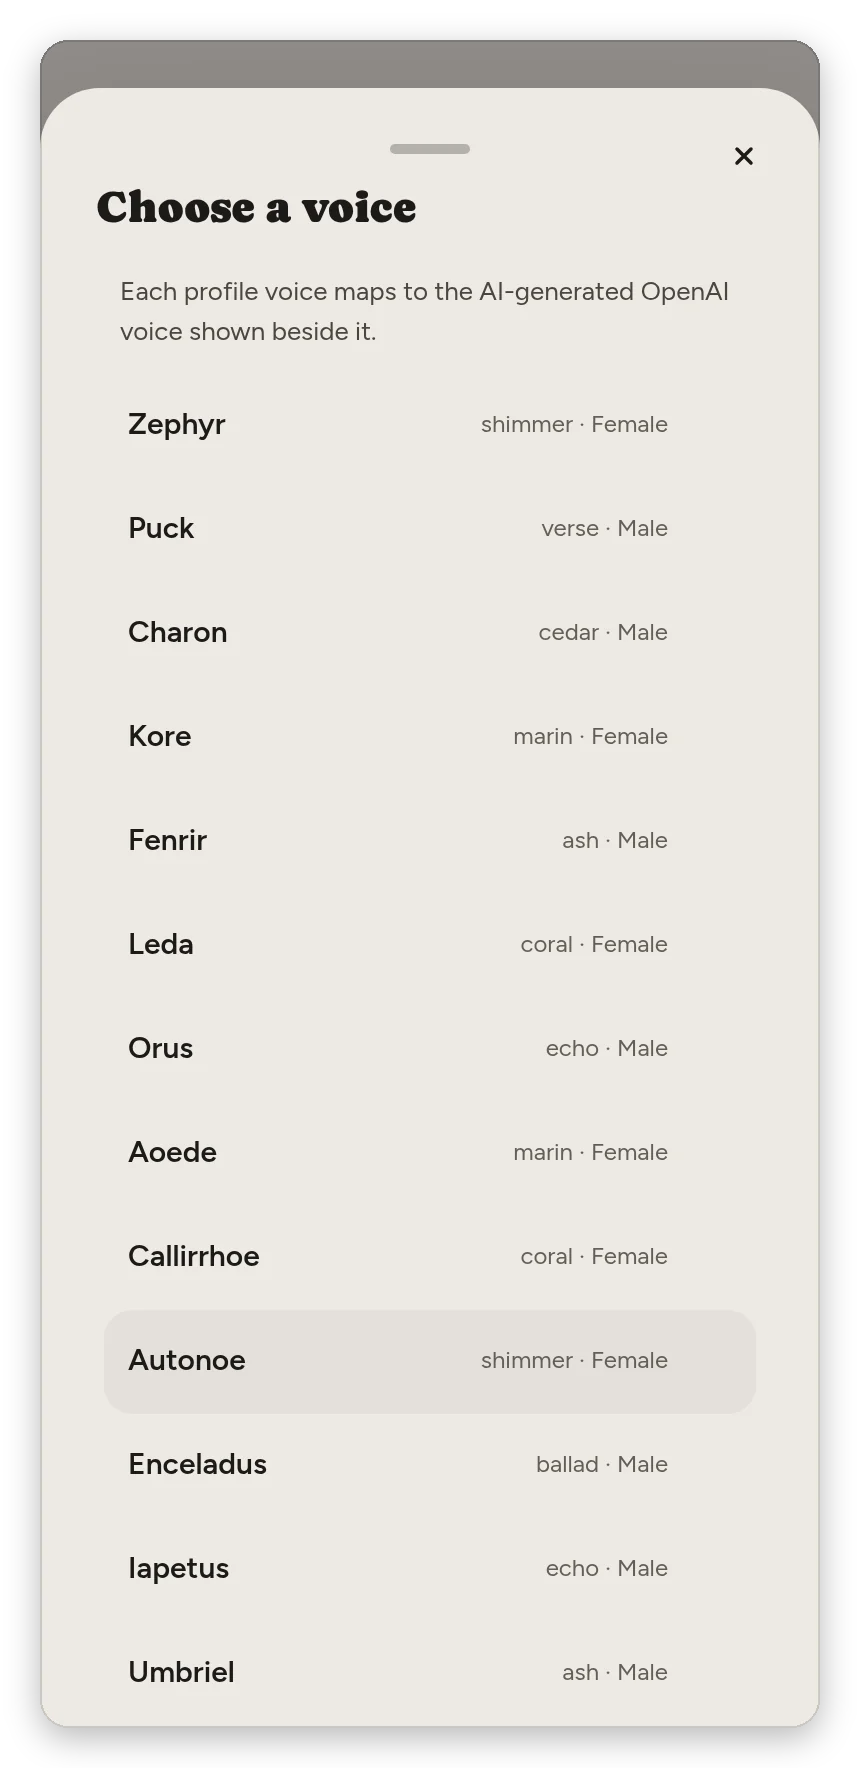 Choose a voice
Each profile voice maps to the AI-generated OpenAI
voice shown beside it.
Zephyr shimmer · Female
Puck verse · Male
Charon cedar · Male
Kore marin · Female
Fenrir ash · Male
Leda coral · Female
Orus echo · Male
Aoede marin · Female
Callirrhoe coral · Female
Autonoe shimmer · Female
Enceladus ballad · Male
Iapetus echo · Male
Umbriel ash · Male